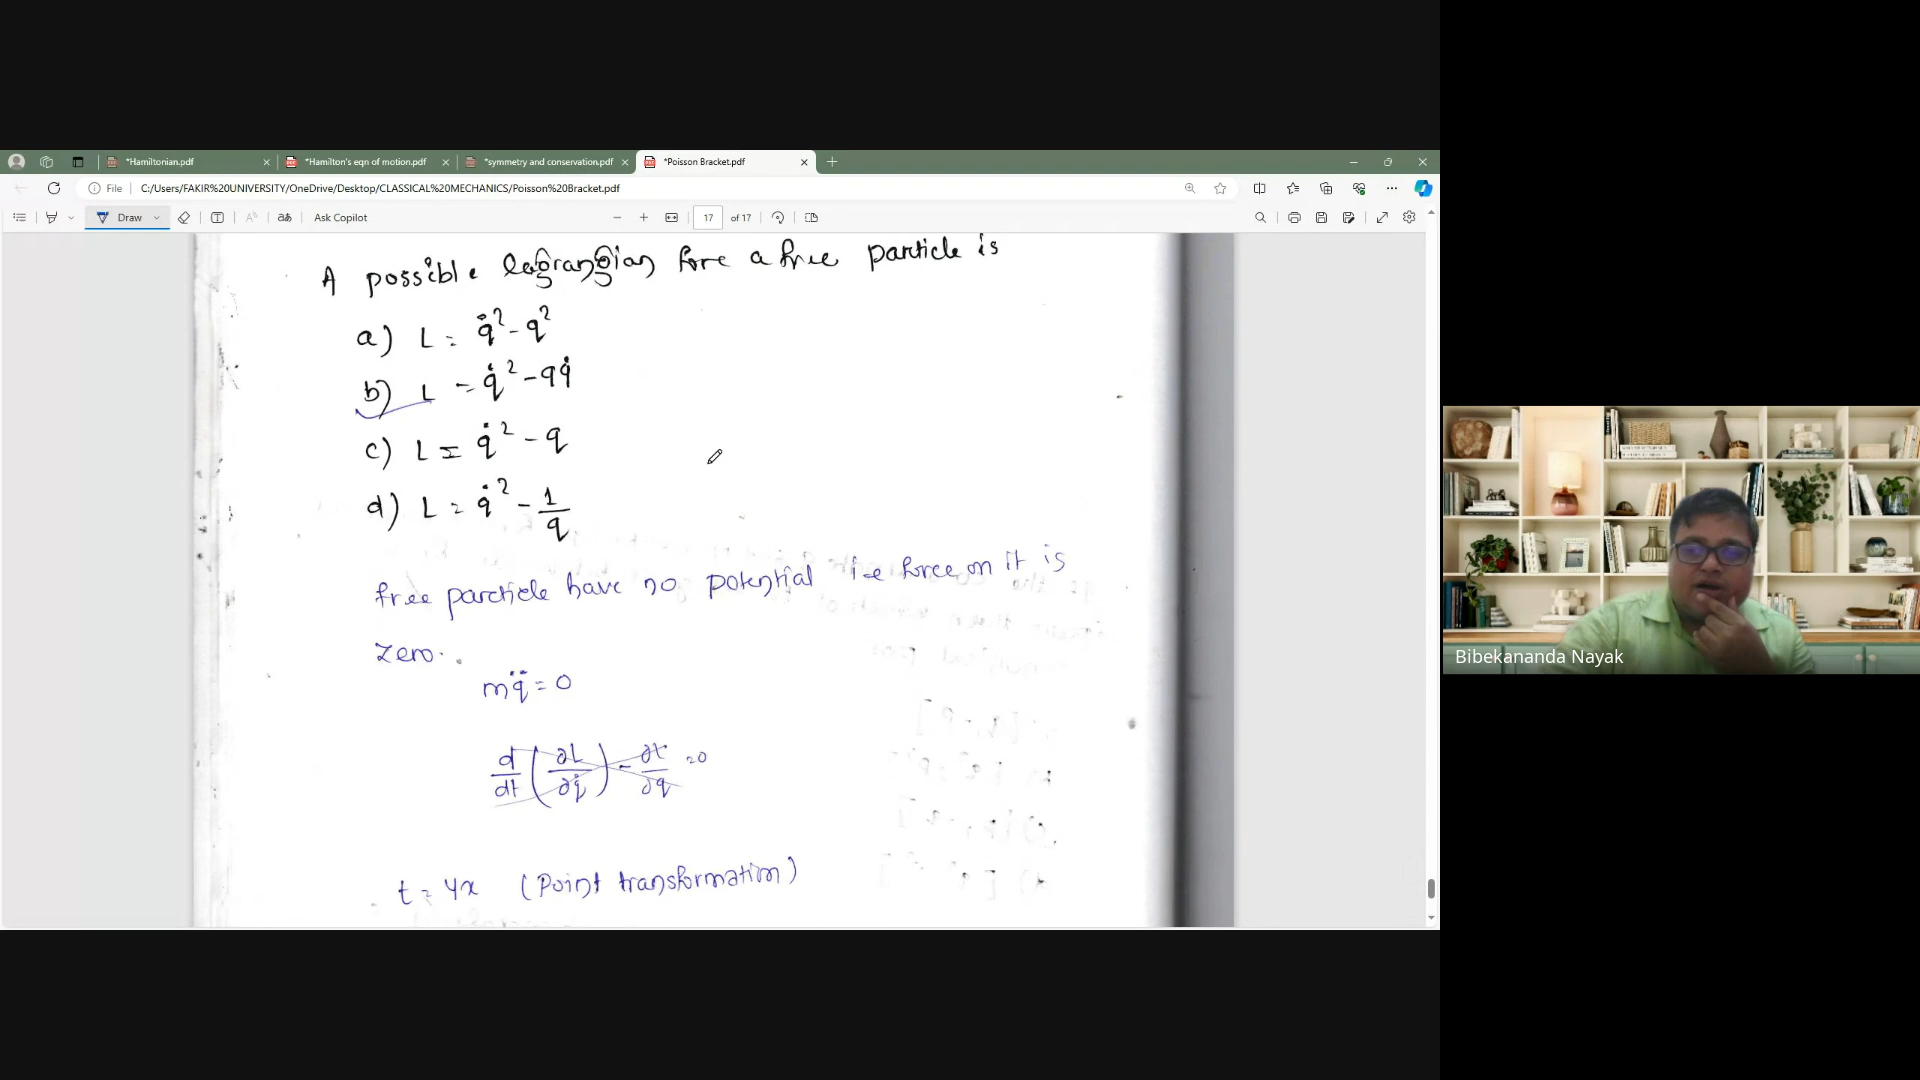 *Hamiltonian.pdf
*Hamilton's eqn of motion.pdf
*symmetry and conservation.pdf
*Poisson Bracket.pdf
File
C:/Users/FAKIR%20UNIVERSITY/OneDrive/Desktop/CLASSICAL%20MECHANICS/Poisson%20Bracket.pdf
Draw
Ask Copilot
17 of 17
A possible lagrangian fore a free particle is
a) L = q̇² - q²
b) L = q̇² - qq̇
c) L = q̇² - q
d) L = q̇² - 1/q
free particle have no potential i.e force on it is
zero.
mq̈ = 0
d/dt (∂L/∂q̇) - ∂L/∂q = 0
t = 4x (Point transformation)
Bibekananda Nayak